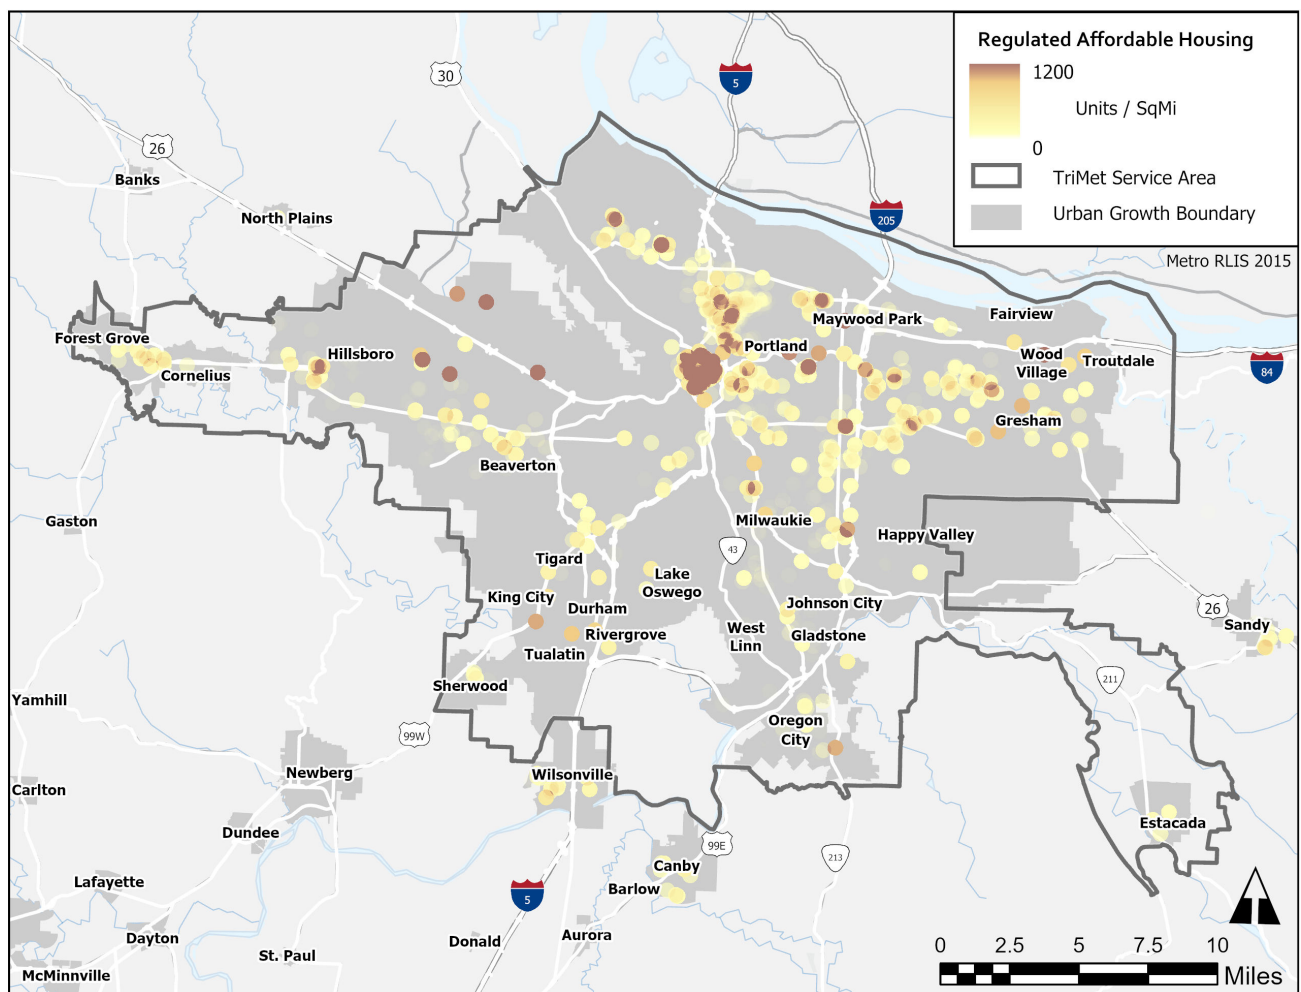 Regulated Affordable Housing
1200
Units / SqMi
0
TriMet Service Area
Urban Growth Boundary
Metro RLIS 2015
30
5
26
Banks
North Plains
205
Fairview
Maywood Park
Forest Grove
Hillsboro
Portland
Wood
Village
Troutdale
84
Cornelius
Gresham
Beaverton
Gaston
Milwaukie
Happy Valley
43
Tigard
Lake
Oswego
King City
Durham
Johnson City
26
Sandy
Rivergrove
West
Linn
Gladstone
Tualatin
Sherwood
211
Yamhill
99W
Oregon
City
Newberg
Wilsonville
Carlton
Dundee
Estacada
99E
213
Canby
Lafayette
Barlow
5
Dayton
Donald
Aurora
St. Paul
McMinnville
0
2.5
5
7.5
10
Miles